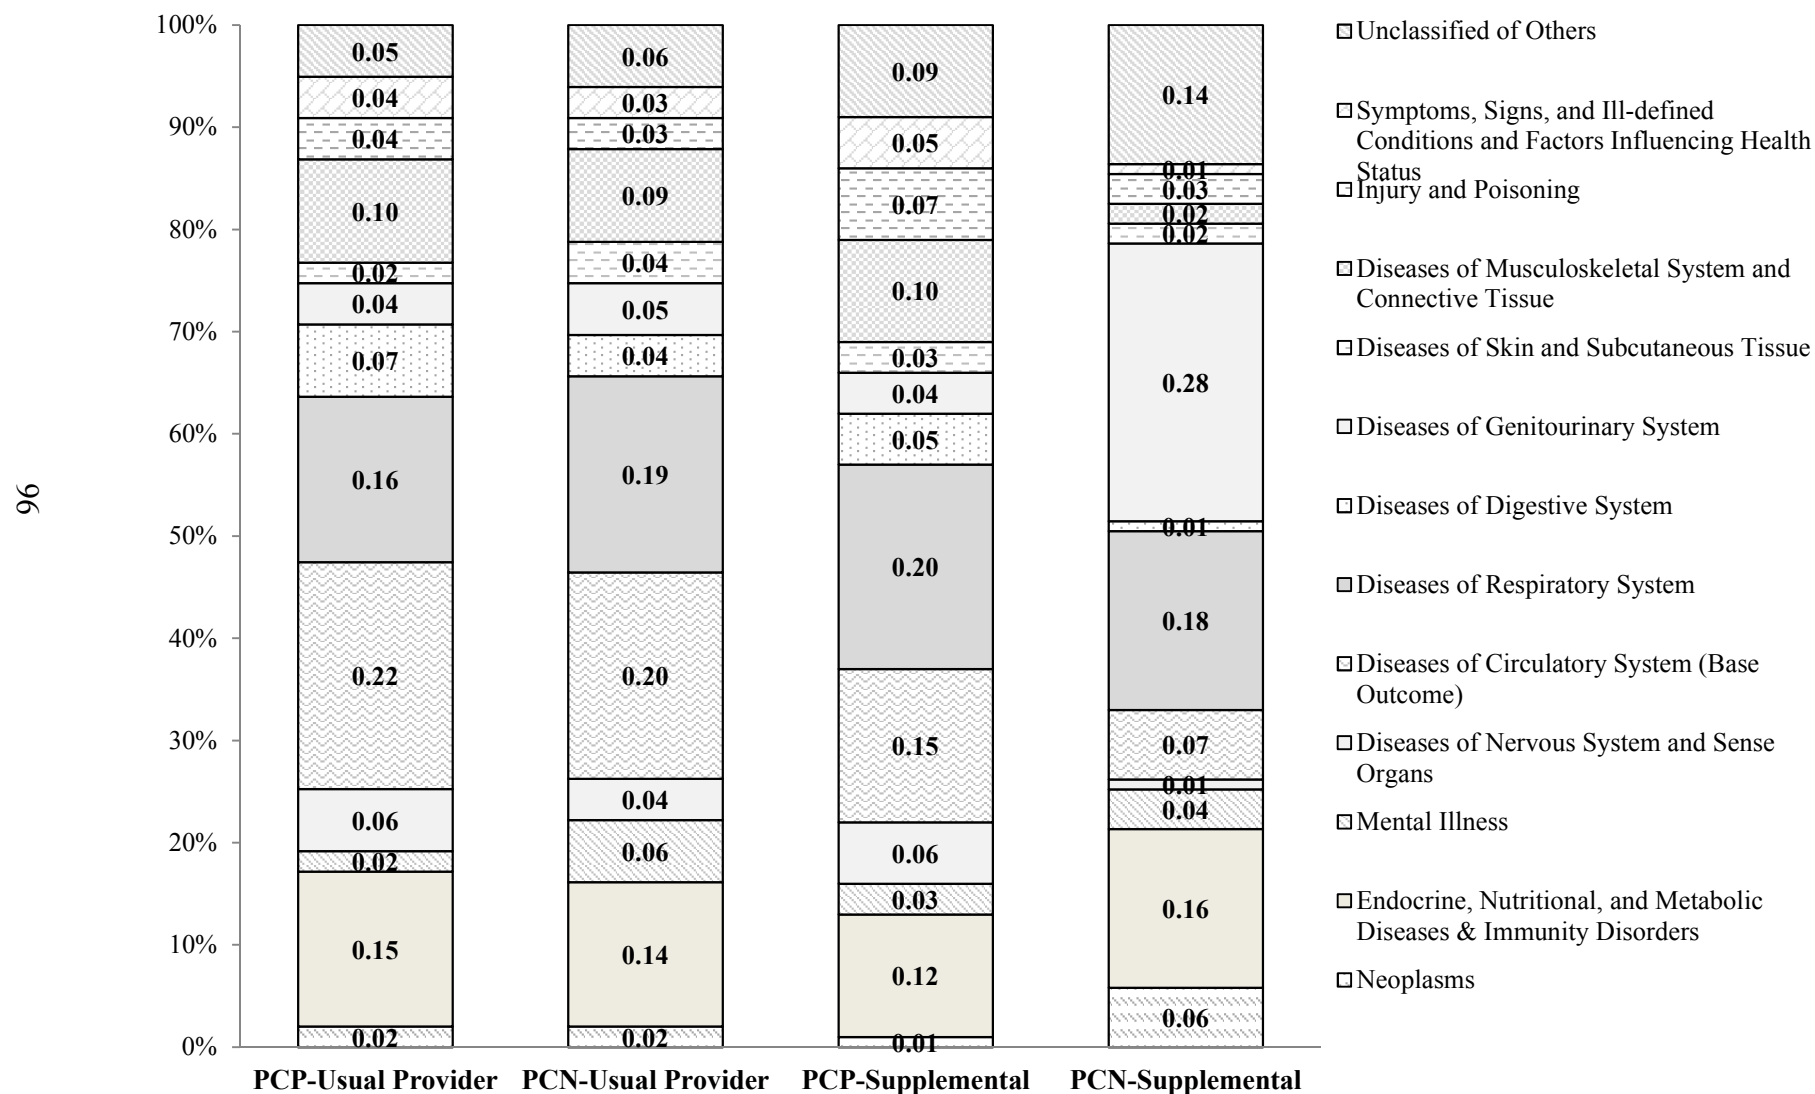 96
100%
90%
80%
70%
60%
50%
40%
30%
20%
10%
0%
0.05
0.04
0.04
0.10
0.02
0.04
0.07
0.16
0.22
0.06
0.02
0.15
0.02
PCP-Usual Provider
0.06
0.03
0.03
0.09
0.04
0.05
0.04
0.19
0.20
0.04
0.06
0.14
0.02
PCN-Usual Provider
0.09
0.05
0.07
0.10
0.03
0.04
0.05
0.20
0.15
0.06
0.03
0.12
0.01
PCP-Supplemental
0.14
0.01
0.03
0.02
0.02
0.28
0.01
0.18
0.07
0.01
0.04
0.16
0.06
PCN-Supplemental
Unclassified of Others
Symptoms, Signs, and Ill-defined
Conditions and Factors Influencing Health
Status
Injury and Poisoning
Diseases of Musculoskeletal System and
Connective Tissue
Diseases of Skin and Subcutaneous Tissue
Diseases of Genitourinary System
Diseases of Digestive System
Diseases of Respiratory System
Diseases of Circulatory System (Base
Outcome)
Diseases of Nervous System and Sense
Organs
Mental Illness
Endocrine, Nutritional, and Metabolic
Diseases & Immunity Disorders
Neoplasms